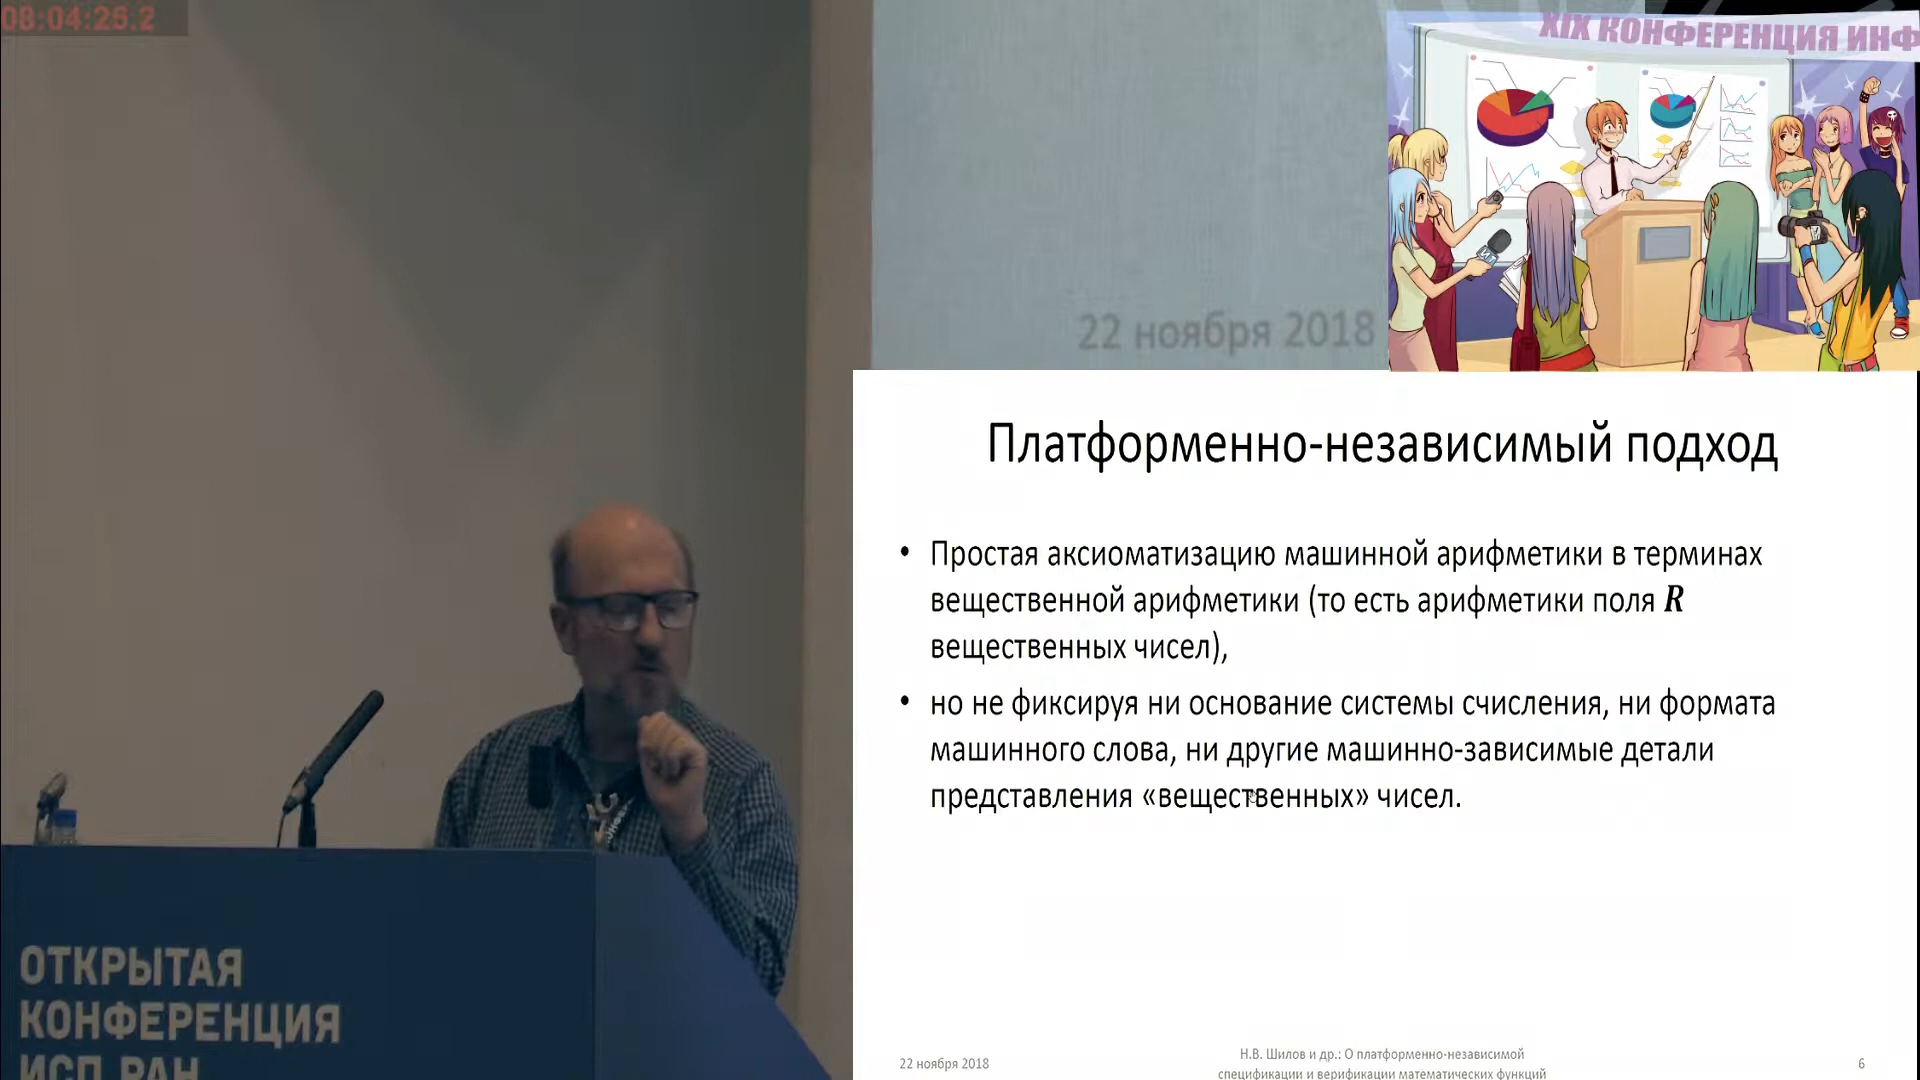 08:04:25.2
XIX КОНФЕРЕНЦИЯ ИНФ
22 ноября 2018
Платформенно-независимый подход
• Простая аксиоматизацию машинной арифметики в терминах
вещественной арифметики (то есть арифметики поля R
вещественных чисел),
• но не фиксируя ни основание системы счисления, ни формата
машинного слова, ни другие машинно-зависимые детали
представления «вещественных» чисел.
ОТКРЫТАЯ
КОНФЕРЕНЦИЯ
ИСП РАН
22 ноября 2018
Н.В. Шилов и др.: О платформенно-независимой
спецификации и верификации математических функций
6